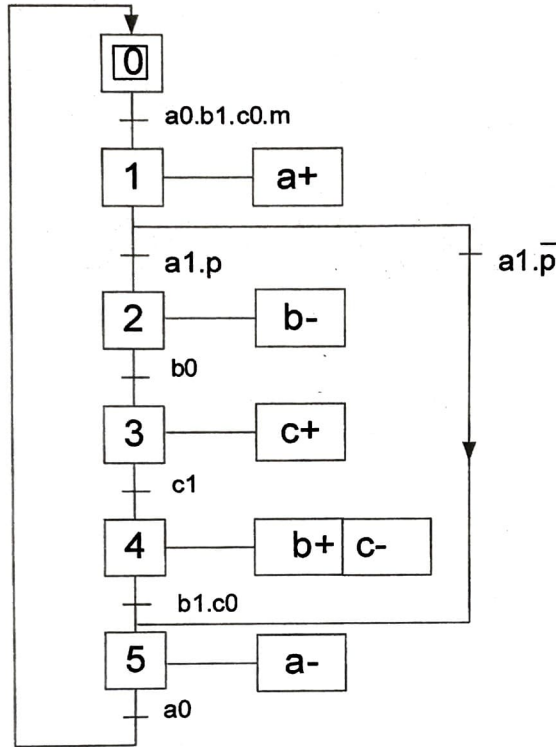 0
a0.b1.c0.m
1 a+
a1.p a1.p̅
2 b-
b0
3 c+
c1
4 b+ c-
b1.c0
5 a-
a0